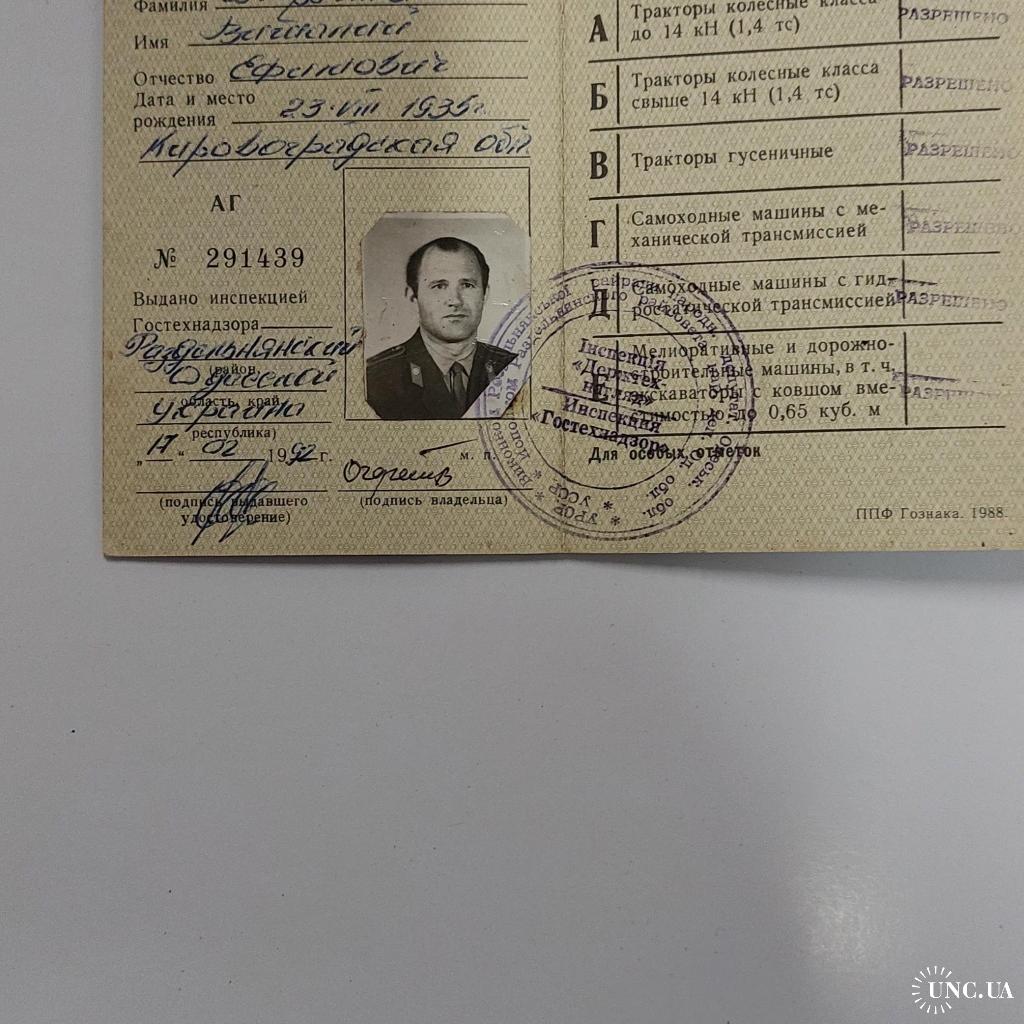 Фамилия
Имя
Отчество Ефимович
Дата и место
рождения 23·VIII 1935г.
Кировоградская обл
АГ
№ 291439
Выдано инспекцией
Гостехнадзора
Раздельнянский
(район,
Одесской
область, край,
Украина
республика)
„17" 02 1992 г.
(подпись выдавшего
удостоверение)
м. п.
(подпись владельца)
А Тракторы колесные класса
до 14 кН (1,4 тс) РАЗРЕШЕНО
Б Тракторы колесные класса
свыше 14 кН (1,4 тс) РАЗРЕШЕНО
В Тракторы гусеничные РАЗРЕШЕНО
Г Самоходные машины с ме-
ханической трансмиссией РАЗРЕШЕНО
Д Самоходные машины с гид-
ростатической трансмиссией РАЗРЕШЕНО
Е Мелиоративные и дорожно-
строительные машины, в т. ч.
экскаваторы с ковшом вме-
стимостью до 0,65 куб. м РАЗРЕШЕНО
Для особых отметок
Інспекція
«Держтех-
нагляду»
Инспекция
«Гостехнадзора»
ППФ Гознака. 1988.
UNC.UA